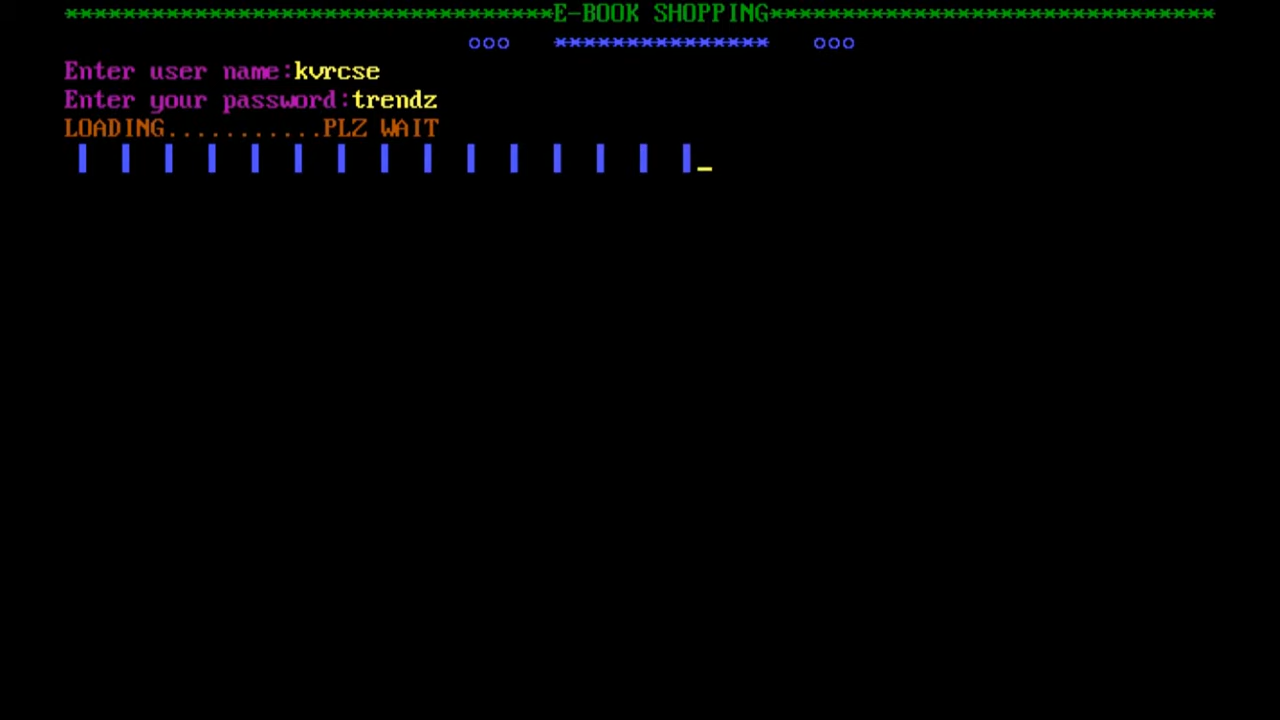 **********************************E-BOOK SHOPPING*******************************
ooo   ***************   ooo
Enter user name:kvrcse
Enter your password:trendz
LOADING...........PLZ WAIT